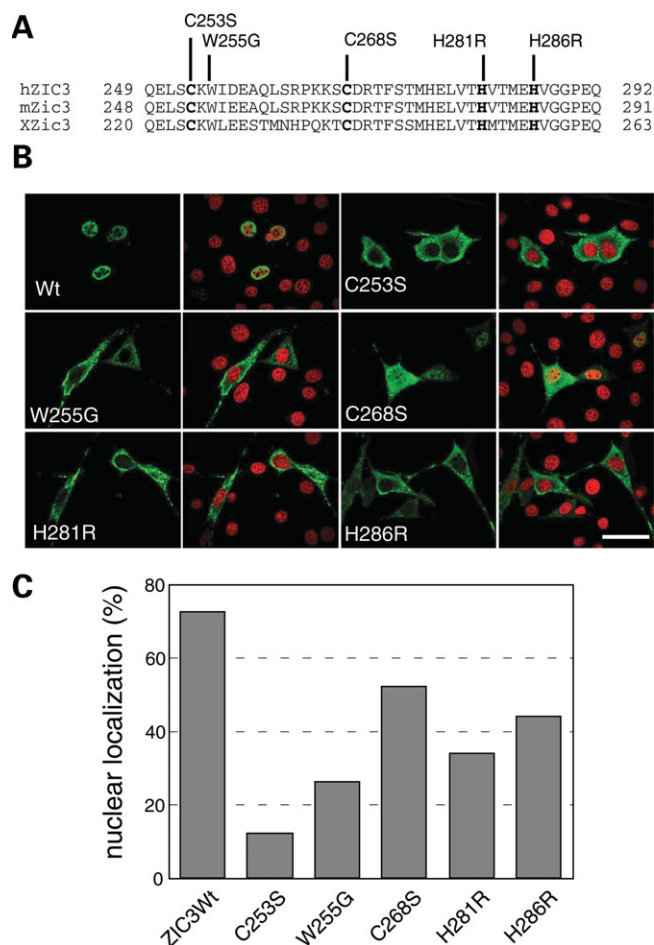 A
C253S
W255G
C268S
H281R
H286R
hZIC3 249 QELSCKWIDEAQLSRPKKSCDRTFSTMHELVTHVTMEHVGGPEQ 292
mZic3 248 QELSCKWIEEAQLSRPKKSCDRTFSTMHELVTHVTMEHVGGPEQ 291
XZic3 220 QELSCKWLEESTMNHPQKTCDRTFSSMHELVTHMTMEHVGGPEQ 263
B
Wt
C253S
W255G
C268S
H281R
H286R
C
nuclear localization (%)
80
60
40
20
0
ZIC3Wt
C253S
W255G
C268S
H281R
H286R